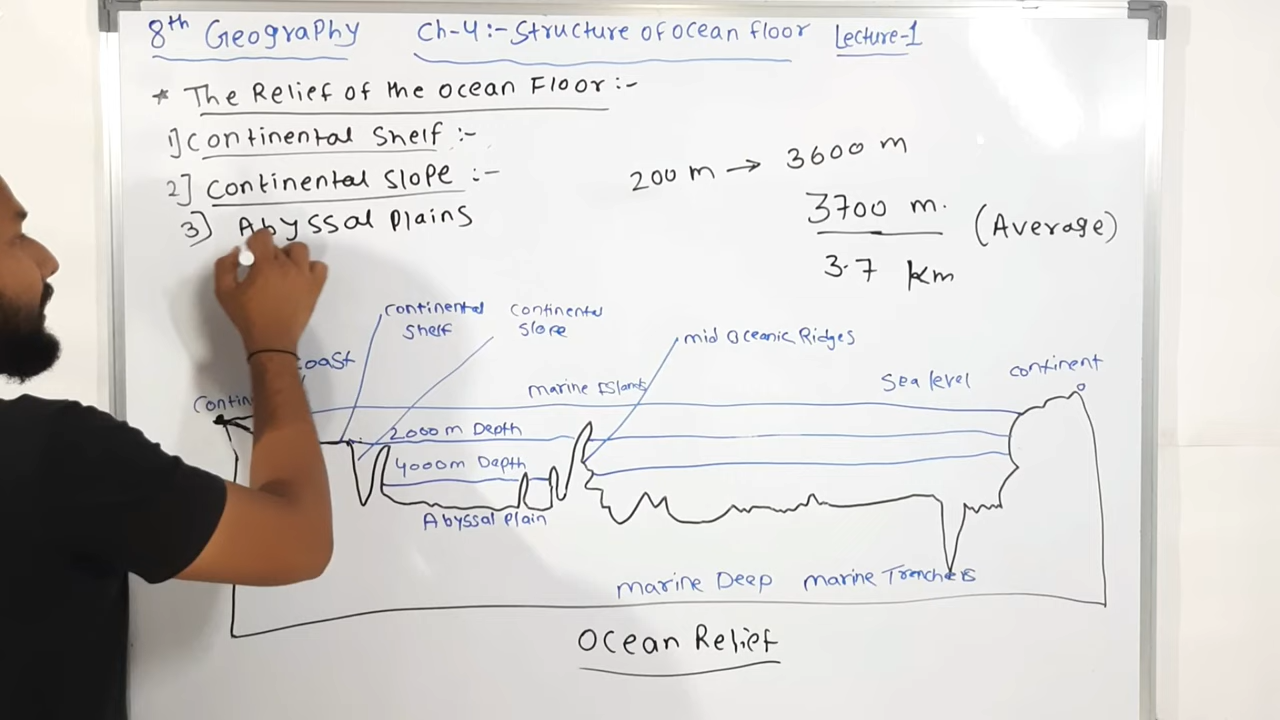 8th Geography Ch-4:- Structure of ocean floor Lecture-1
* The Relief of the ocean Floor:-
1] Continental Shelf :-
2] Continental Slope :-
3] Abyssal Plains
200 m → 3600 m
3700 m. (Average)
3.7 km
continental shelf
continental slope
mid Oceanic Ridges
marine Islands
Sea level
continent
2000m Depth
4000m Depth
Abyssal Plain
marine Deep
marine Trenchers
Ocean Relief